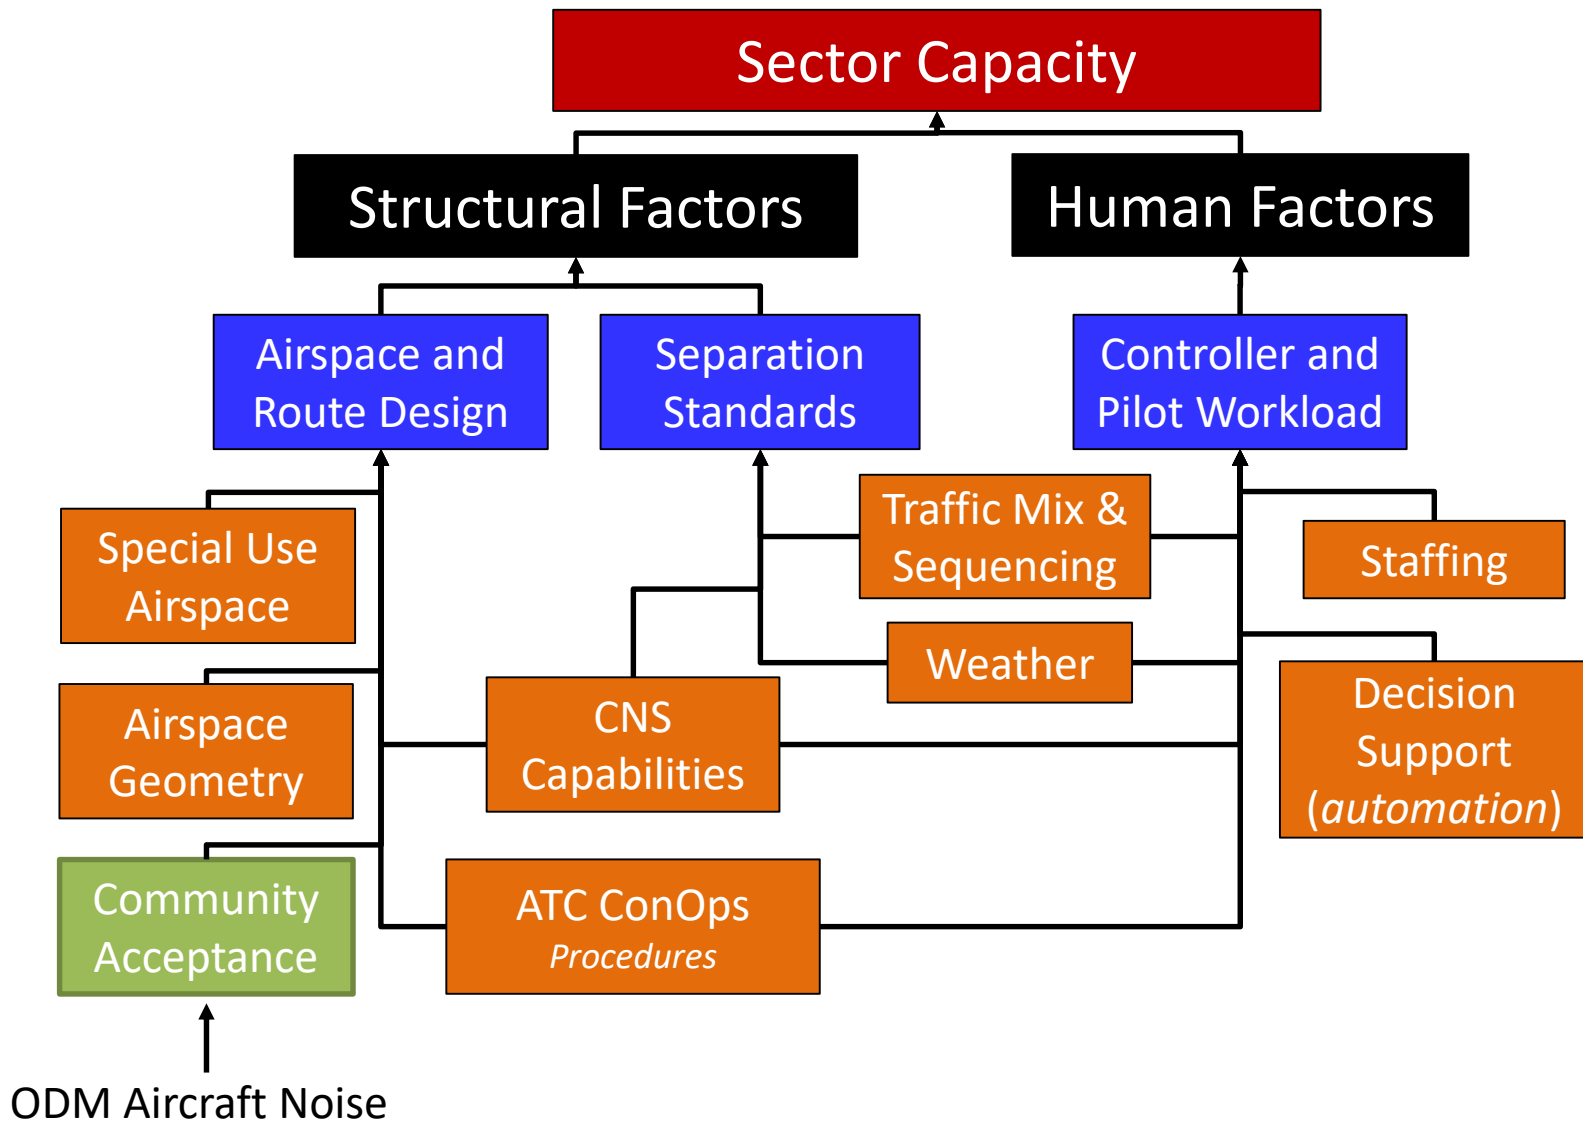 Sector Capacity
Structural Factors
Human Factors
Airspace and
Route Design
Separation
Standards
Controller and
Pilot Workload
Special Use
Airspace
Traffic Mix &
Sequencing
Staffing
Weather
Airspace
Geometry
CNS
Capabilities
Decision
Support
(automation)
Community
Acceptance
ATC ConOps
Procedures
ODM Aircraft Noise